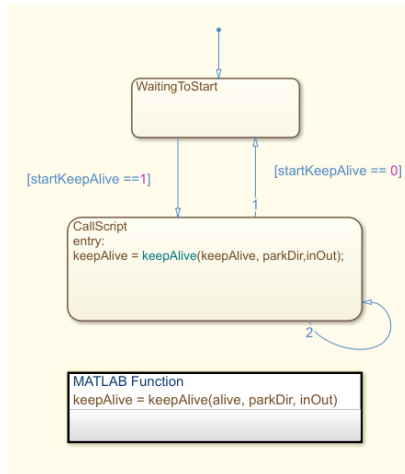 WaitingToStart
[startKeepAlive ==1]
[startKeepAlive == 0]
1
CallScript
entry:
keepAlive = keepAlive(keepAlive, parkDir,inOut);
2
MATLAB Function
keepAlive = keepAlive(alive, parkDir, inOut)